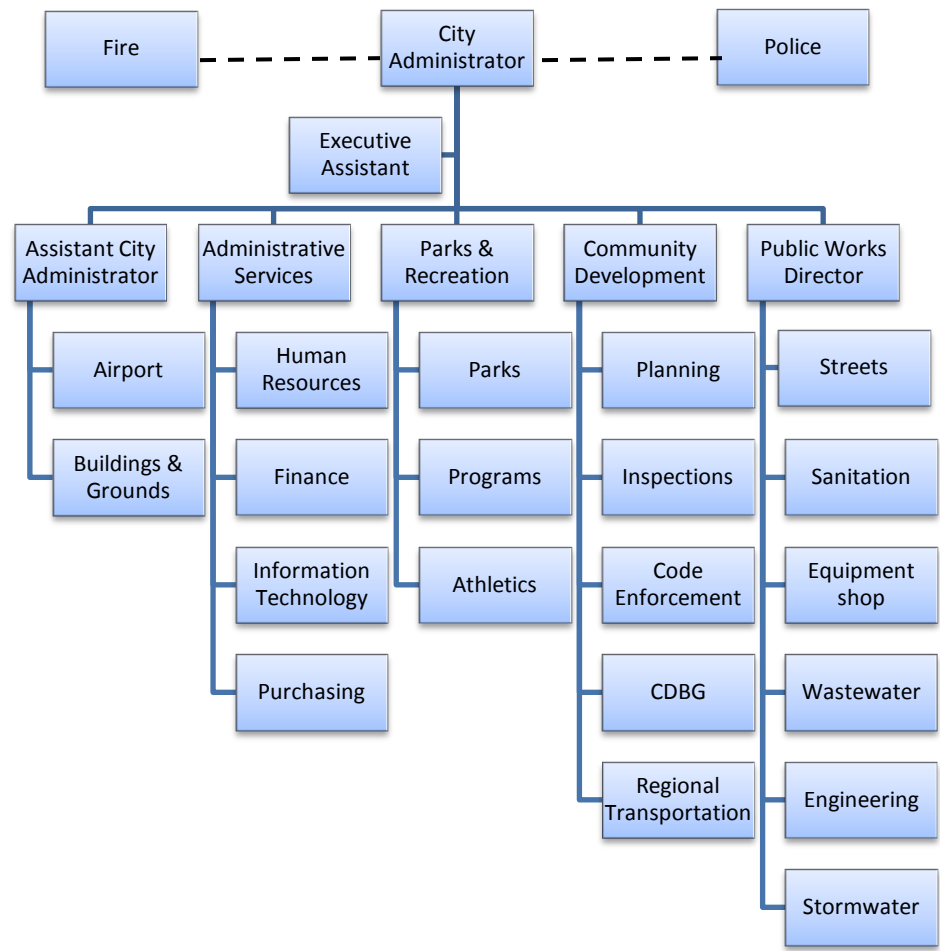 Fire
City
Administrator
Police
Executive
Assistant
Assistant City
Administrator
Administrative
Services
Parks &
Recreation
Community
Development
Public Works
Director
Airport
Buildings &
Grounds
Human
Resources
Finance
Information
Technology
Purchasing
Parks
Programs
Athletics
Planning
Inspections
Code
Enforcement
CDBG
Regional
Transportation
Streets
Sanitation
Equipment
shop
Wastewater
Engineering
Stormwater